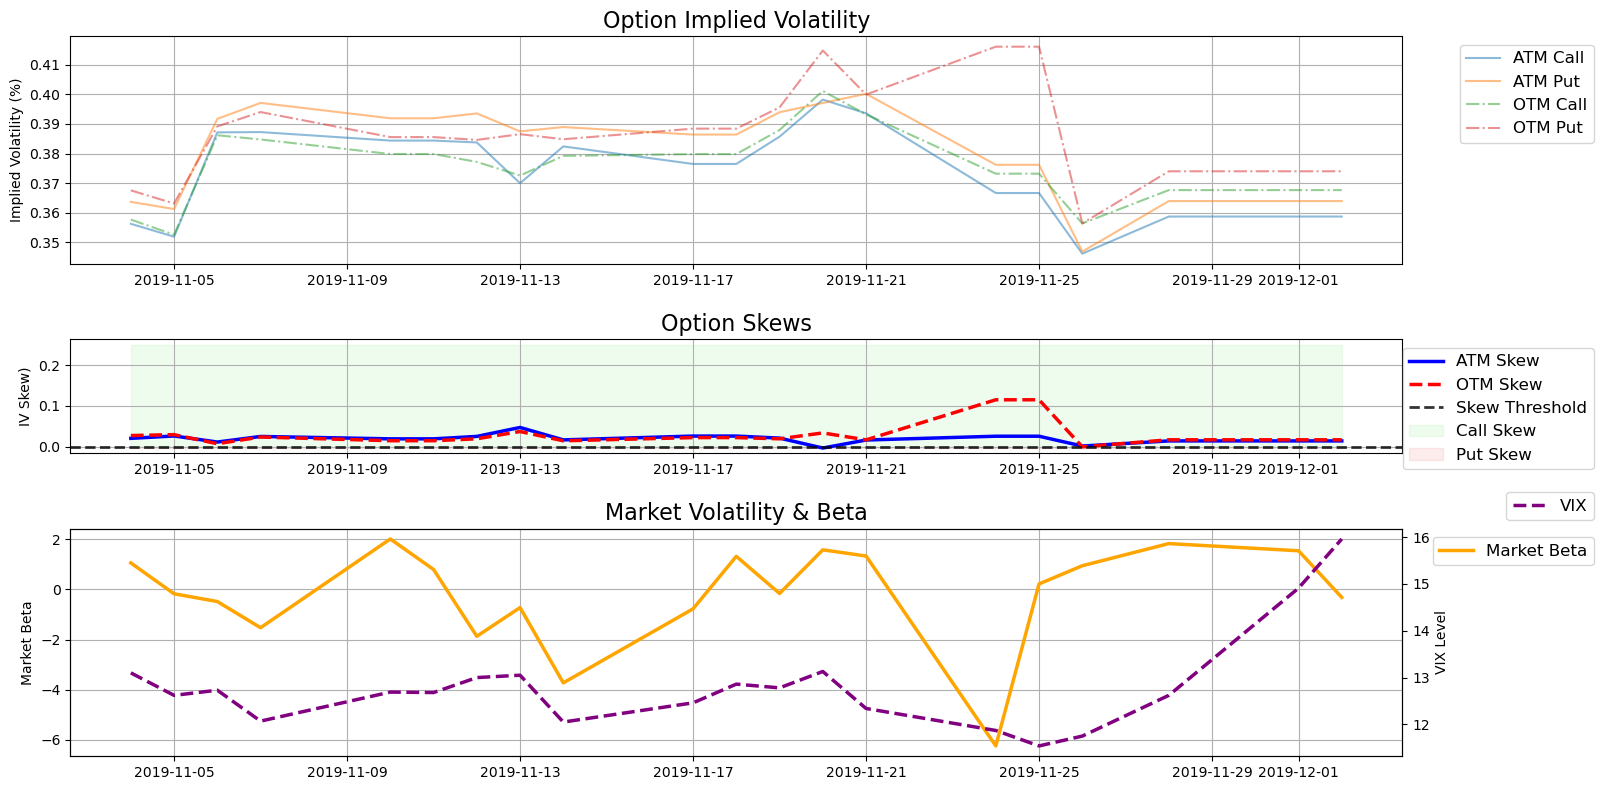 Option Implied Volatility
Implied Volatility (%)
0.41
0.40
0.39
0.38
0.37
0.36
0.35
2019-11-05 2019-11-09 2019-11-13 2019-11-17 2019-11-21 2019-11-25 2019-11-29 2019-12-01
ATM Call
ATM Put
OTM Call
OTM Put
Option Skews
IV Skew)
0.2
0.1
0.0
2019-11-05 2019-11-09 2019-11-13 2019-11-17 2019-11-21 2019-11-25 2019-11-29 2019-12-01
ATM Skew
OTM Skew
Skew Threshold
Call Skew
Put Skew
Market Volatility & Beta
VIX
Market Beta
Market Beta
2
0
−2
−4
−6
16
15
14
13
12
VIX Level
2019-11-05 2019-11-09 2019-11-13 2019-11-17 2019-11-21 2019-11-25 2019-11-29 2019-12-01